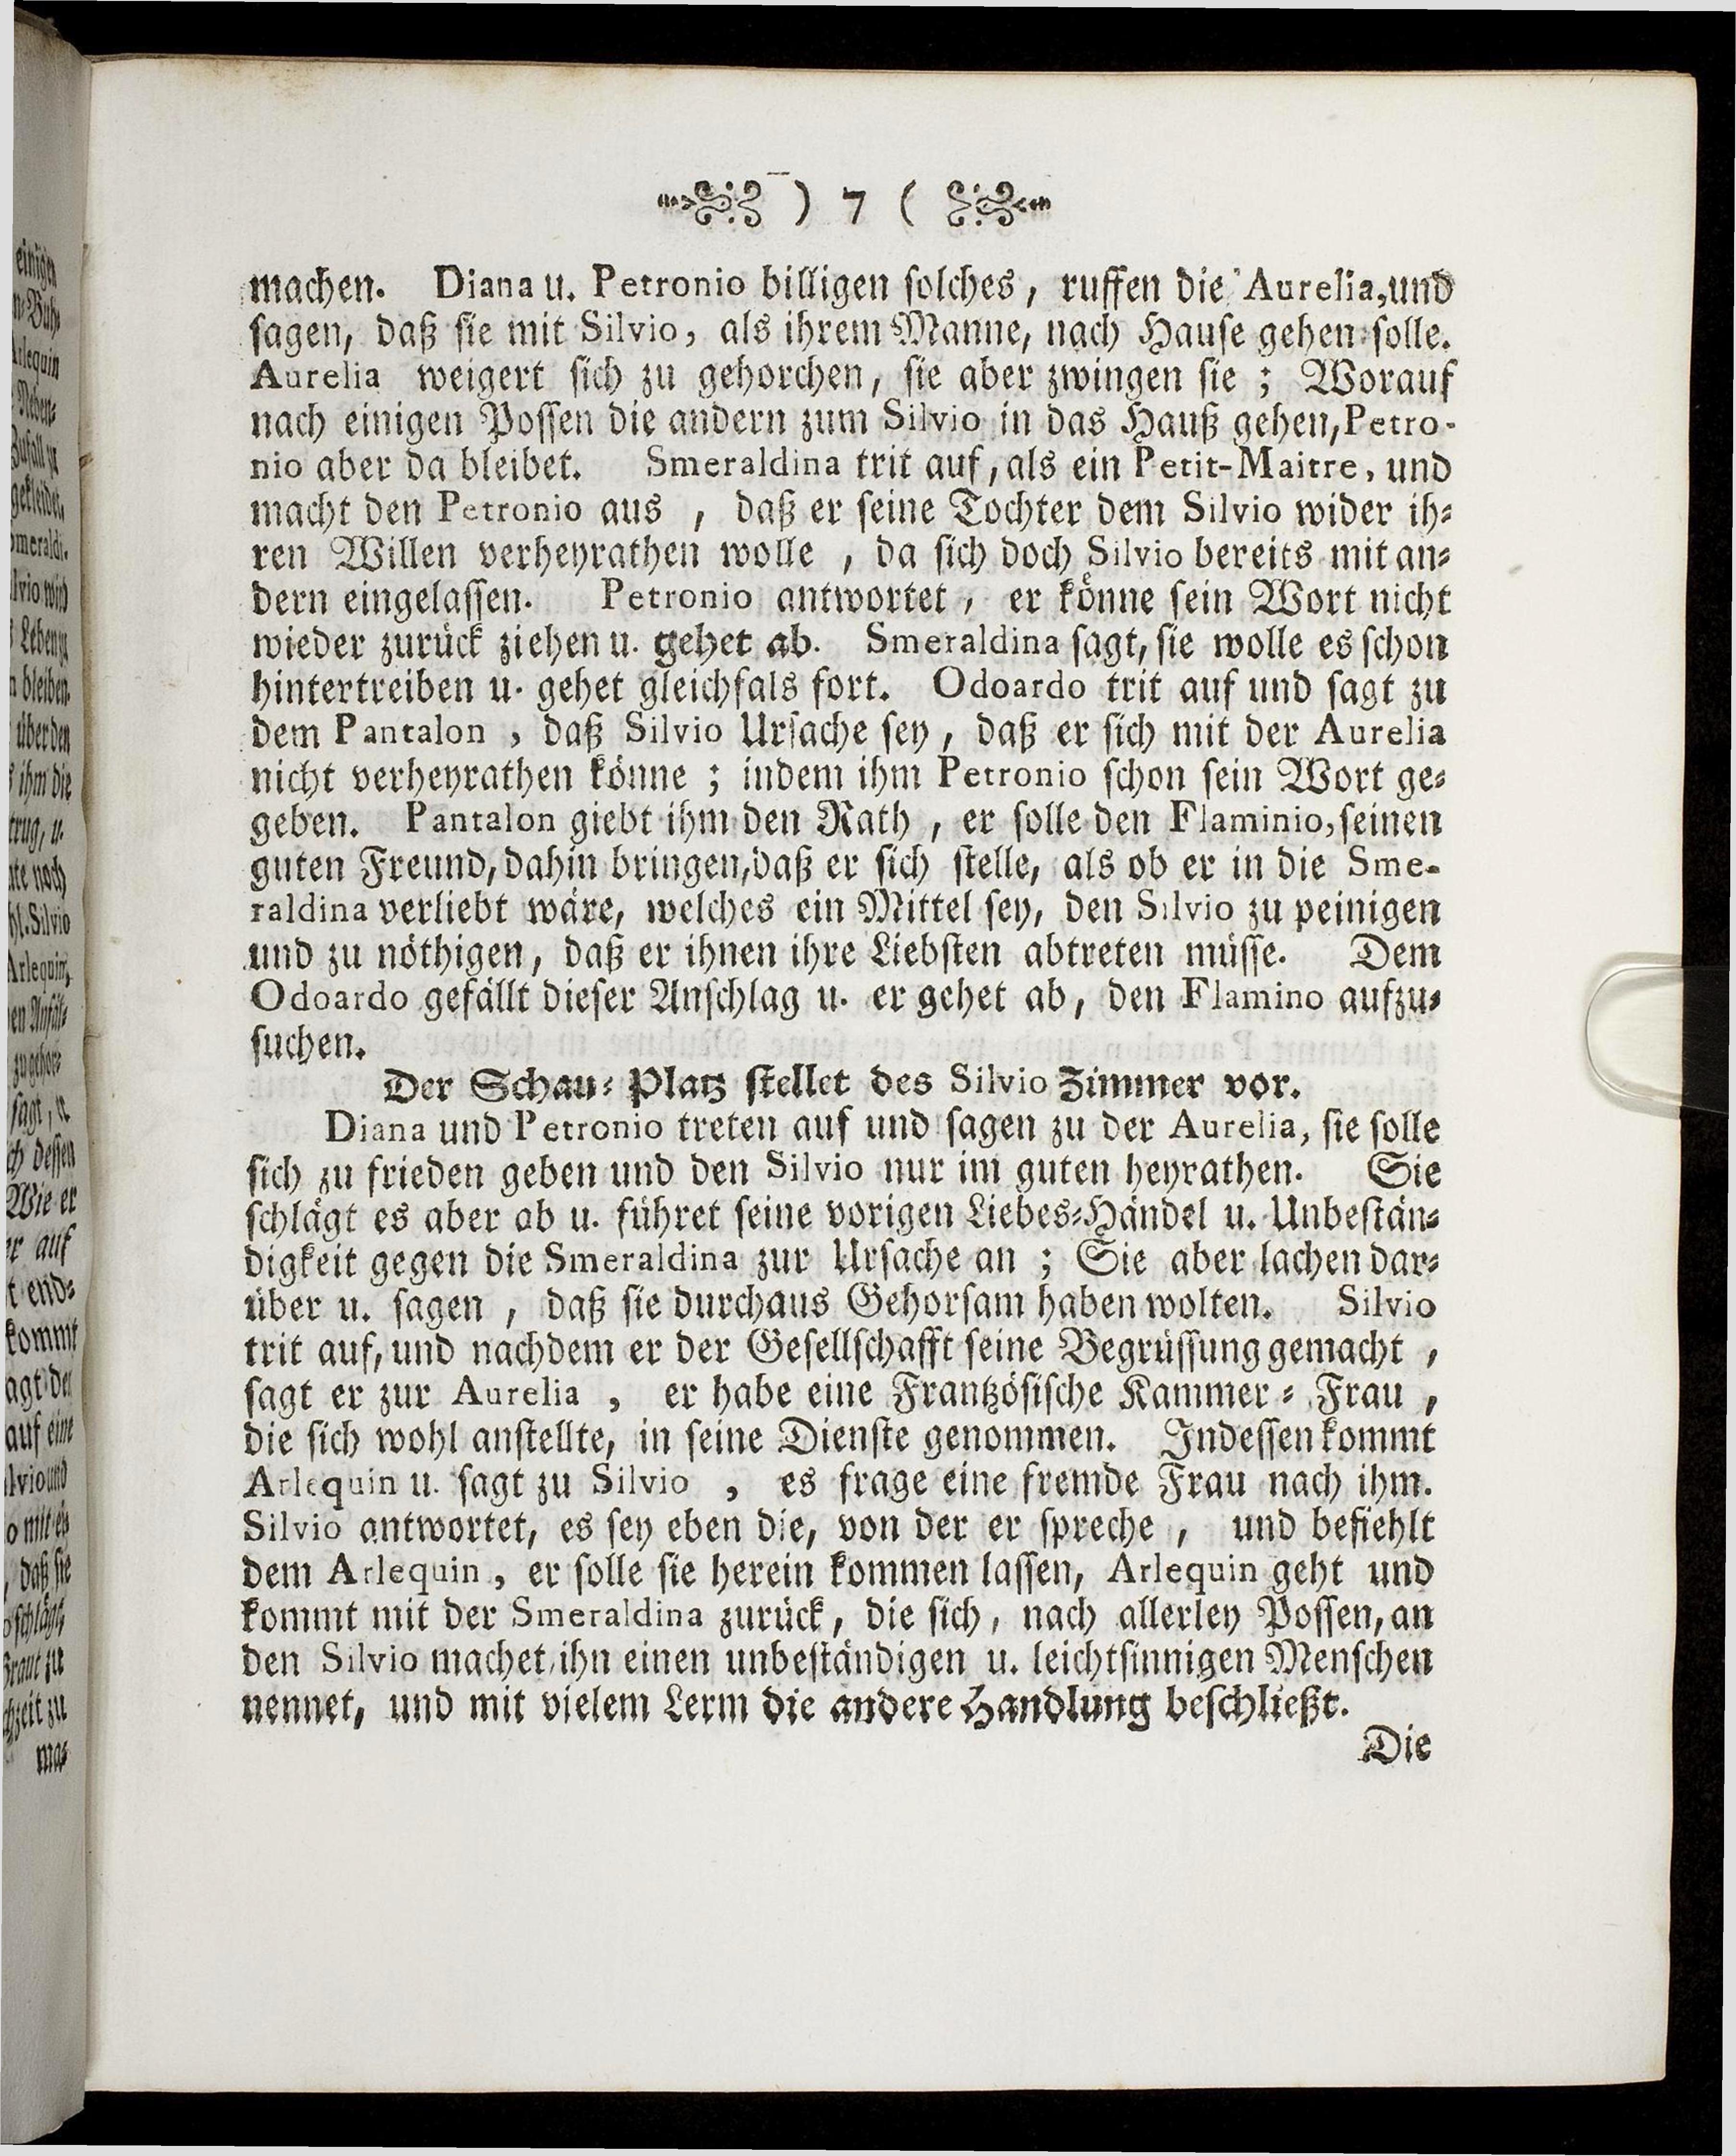 ) 7 (
machen. Diana u. Petronio billigen solches, ruffen die Aurelia, und
sagen, daß sie mit Silvio, als ihrem Manne, nach Hause gehen solle.
Aurelia weigert sich zu gehorchen, sie aber zwingen sie ; Worauf
nach einigen Possen die andern zum Silvio in das Hauß gehen, Petro-
nio aber da bleibet. Smeraldina trit auf, als ein Petit-Maitre, und
macht den Petronio aus , daß er seine Tochter dem Silvio wider ih-
ren Willen verheyrathen wolle , da sich doch Silvio bereits mit an-
dern eingelassen. Petronio antwortet, er könne sein Wort nicht
wieder zurück ziehen u. gehet ab. Smeraldina sagt, sie wolle es schon
hintertreiben u. gehet gleichfals fort. Odoardo trit auf und sagt zu
dem Pantalon , daß Silvio Ursache sey, daß er sich mit der Aurelia
nicht verheyrathen könne ; indem ihm Petronio schon sein Wort ge-
geben. Pantalon giebt ihm den Rath , er solle den Flaminio, seinen
guten Freund, dahin bringen, daß er sich stelle, als ob er in die Sme-
raldina verliebt wäre, welches ein Mittel sey, den Silvio zu peinigen
und zu nöthigen, daß er ihnen ihre Liebsten abtreten müsse. Dem
Odoardo gefällt dieser Anschlag u. er gehet ab, den Flamino aufzu-
suchen.
Der Schau-Platz stellet des Silvio Zimmer vor.
Diana und Petronio treten auf und sagen zu der Aurelia, sie solle
sich zu frieden geben und den Silvio nur im guten heyrathen. Sie
schlägt es aber ab u. führet seine vorigen Liebes-Händel u. Unbestän-
digkeit gegen die Smeraldina zur Ursache an ; Sie aber lachen dar-
über u. sagen , daß sie durchaus Gehorsam haben wolten. Silvio
trit auf, und nachdem er der Gesellschafft seine Begrüssung gemacht ,
sagt er zur Aurelia , er habe eine Frantzösische Kammer-Frau ,
die sich wohl anstellte, in seine Dienste genommen. Indessen kommt
Arlequin u. sagt zu Silvio , es frage eine fremde Frau nach ihm.
Silvio antwortet, es sey eben die, von der er spreche , und befiehlt
dem Arlequin, er solle sie herein kommen lassen, Arlequin geht und
kommt mit der Smeraldina zurück, die sich, nach allerley Possen, an
den Silvio machet, ihn einen unbeständigen u. leichtsinnigen Menschen
nennet, und mit vielem Lerm die andere Handlung beschließt.
Die